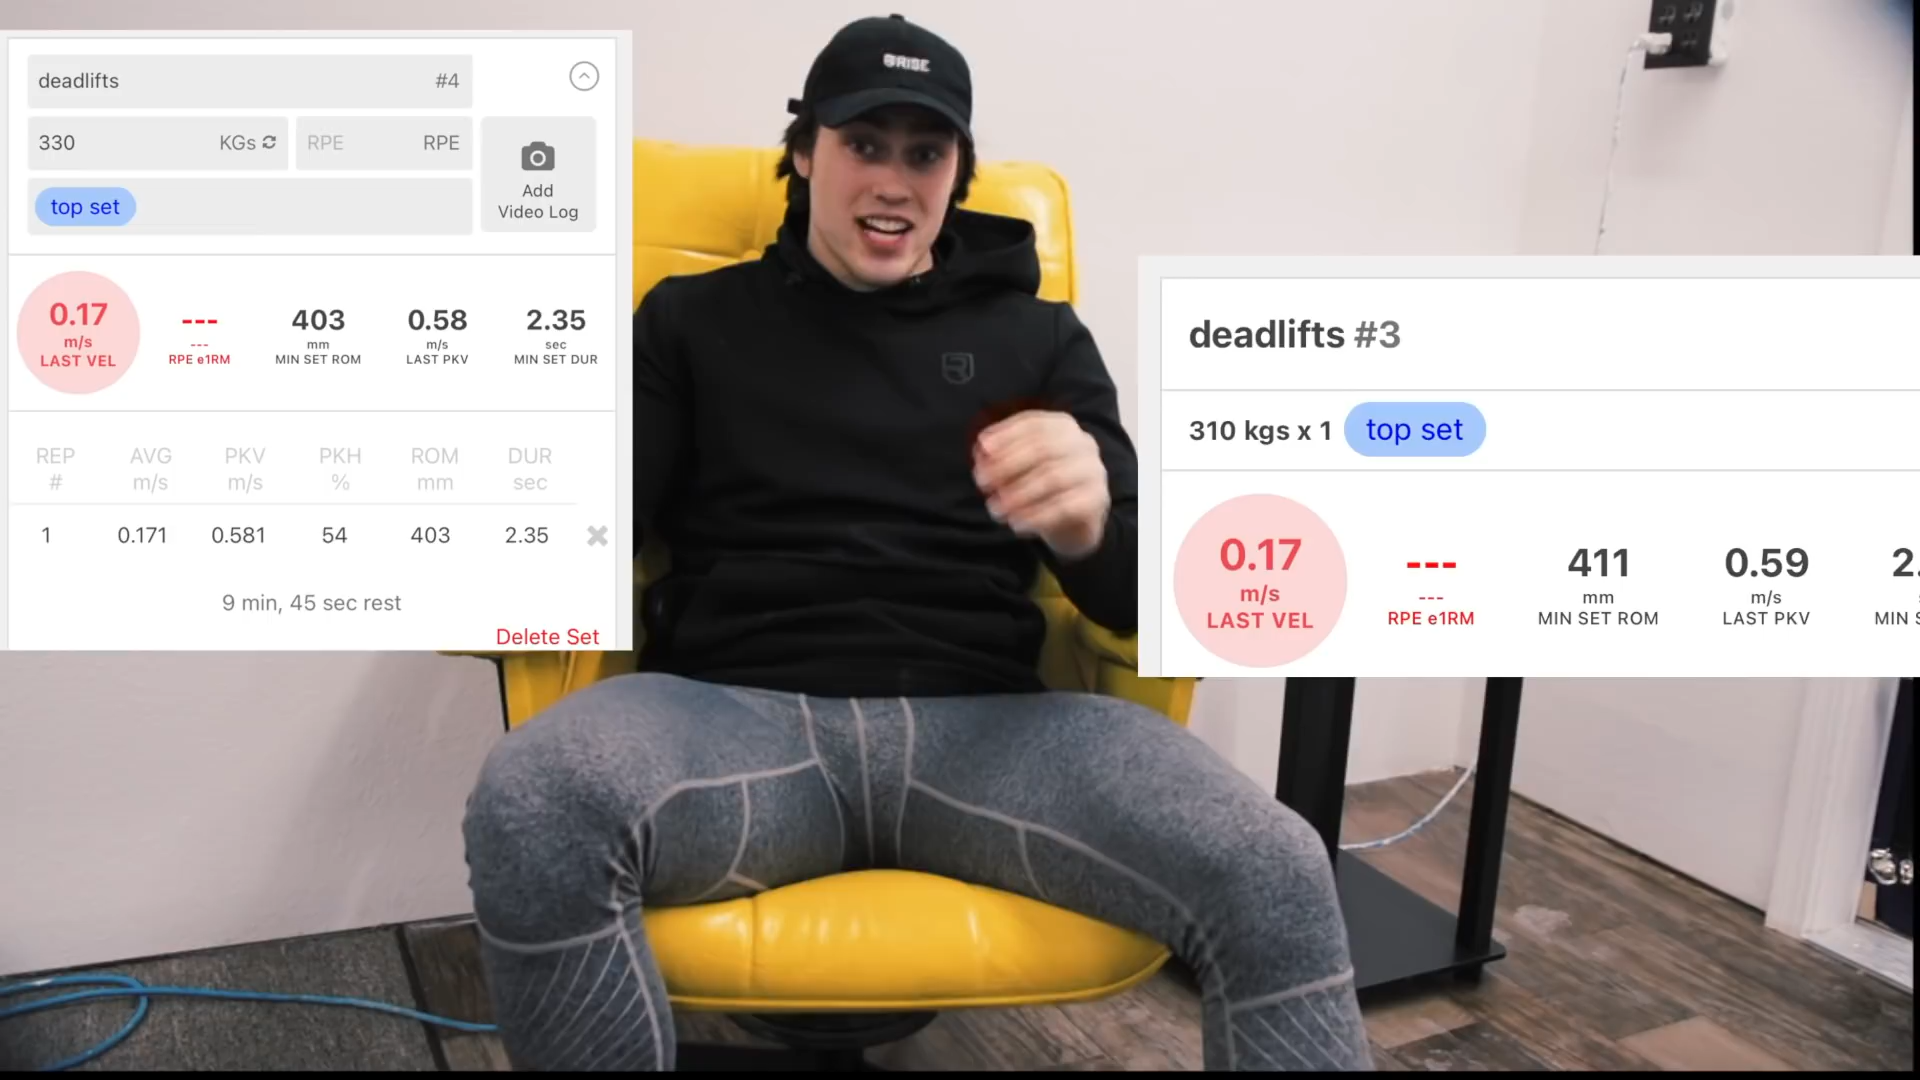 RISE
deadlifts #4
330 KGs RPE RPE
Add
Video Log
top set
0.17
m/s
LAST VEL
---
---
RPE e1RM
403
mm
MIN SET ROM
0.58
m/s
LAST PKV
2.35
sec
MIN SET DUR
REP AVG PKV PKH ROM DUR
# m/s m/s % mm sec
1 0.171 0.581 54 403 2.35
9 min, 45 sec rest
Delete Set
deadlifts #3
310 kgs x 1 top set
0.17
m/s
LAST VEL
---
---
RPE e1RM
411
mm
MIN SET ROM
0.59
m/s
LAST PKV
2.
MIN S